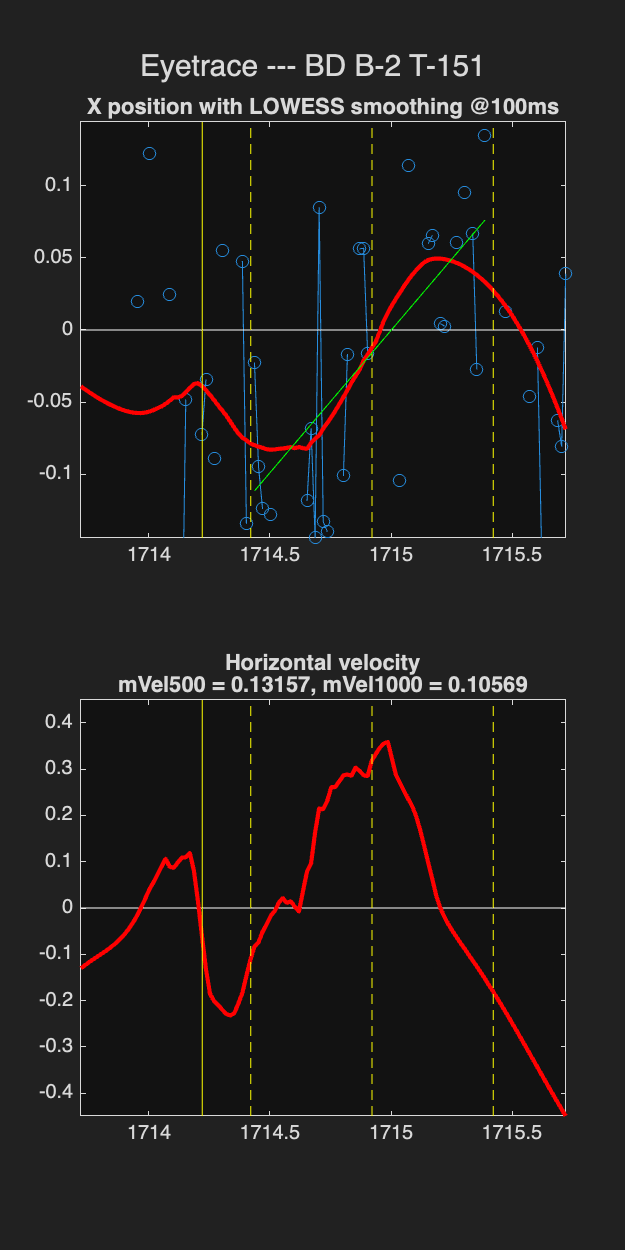 Eyetrace --- BD B-2 T-151
X position with LOWESS smoothing @100ms
0.1
0.05
0
-0.05
-0.1
1714 1714.5 1715 1715.5
Horizontal velocity
mVel500 = 0.13157, mVel1000 = 0.10569
0.4
0.3
0.2
0.1
0
-0.1
-0.2
-0.3
-0.4
1714 1714.5 1715 1715.5